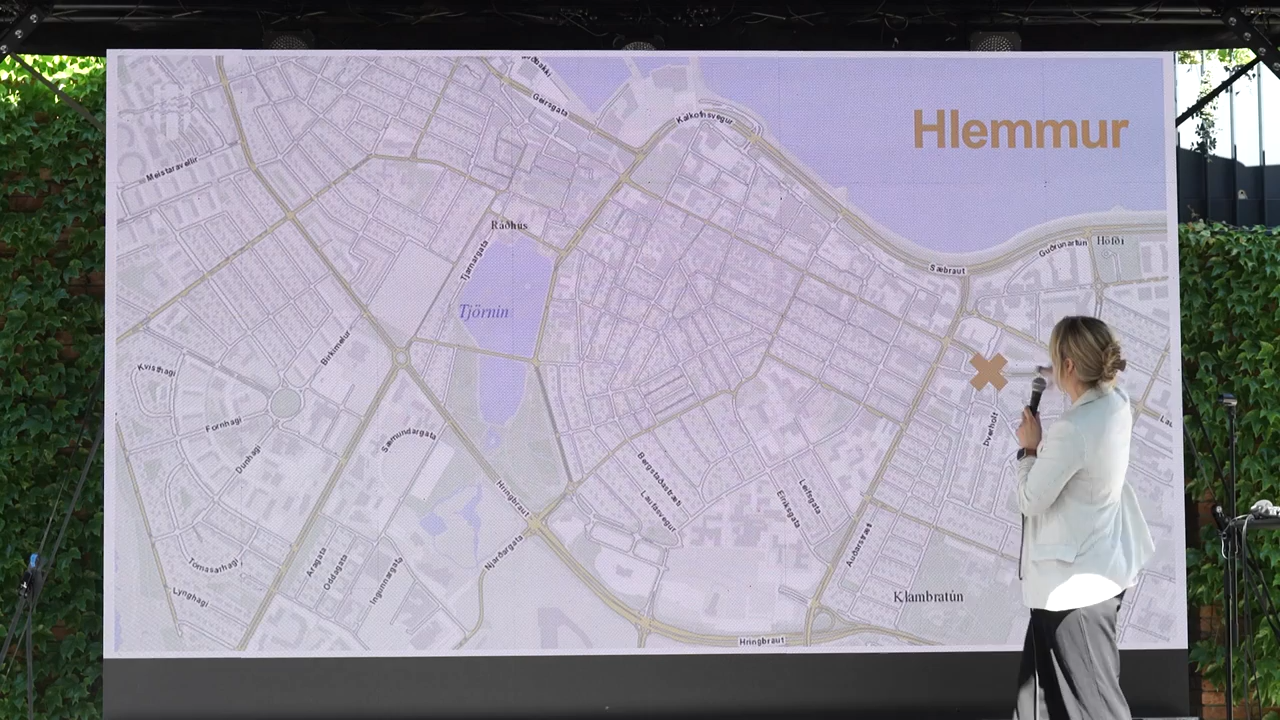 Geirsgata
Kalkofnsvegur
Hlemmur
Meistaravellir
Ráðhús
Tjarnargata
Guðrúnartún
Höfði
Sæbraut
Tjörnin
Birkimelur
Kvisthagi
Fornhagi
Dunhagi
Sæmundargata
Þverholt
Bergstaðastræti
Laufásvegur
Leifsgata
Eiríksgata
Hringbraut
Njarðargata
Auðarstræti
Tómasarhagi
Aragata
Oddagata
Ingunnargata
Lynghagi
Klambratún
Hringbraut